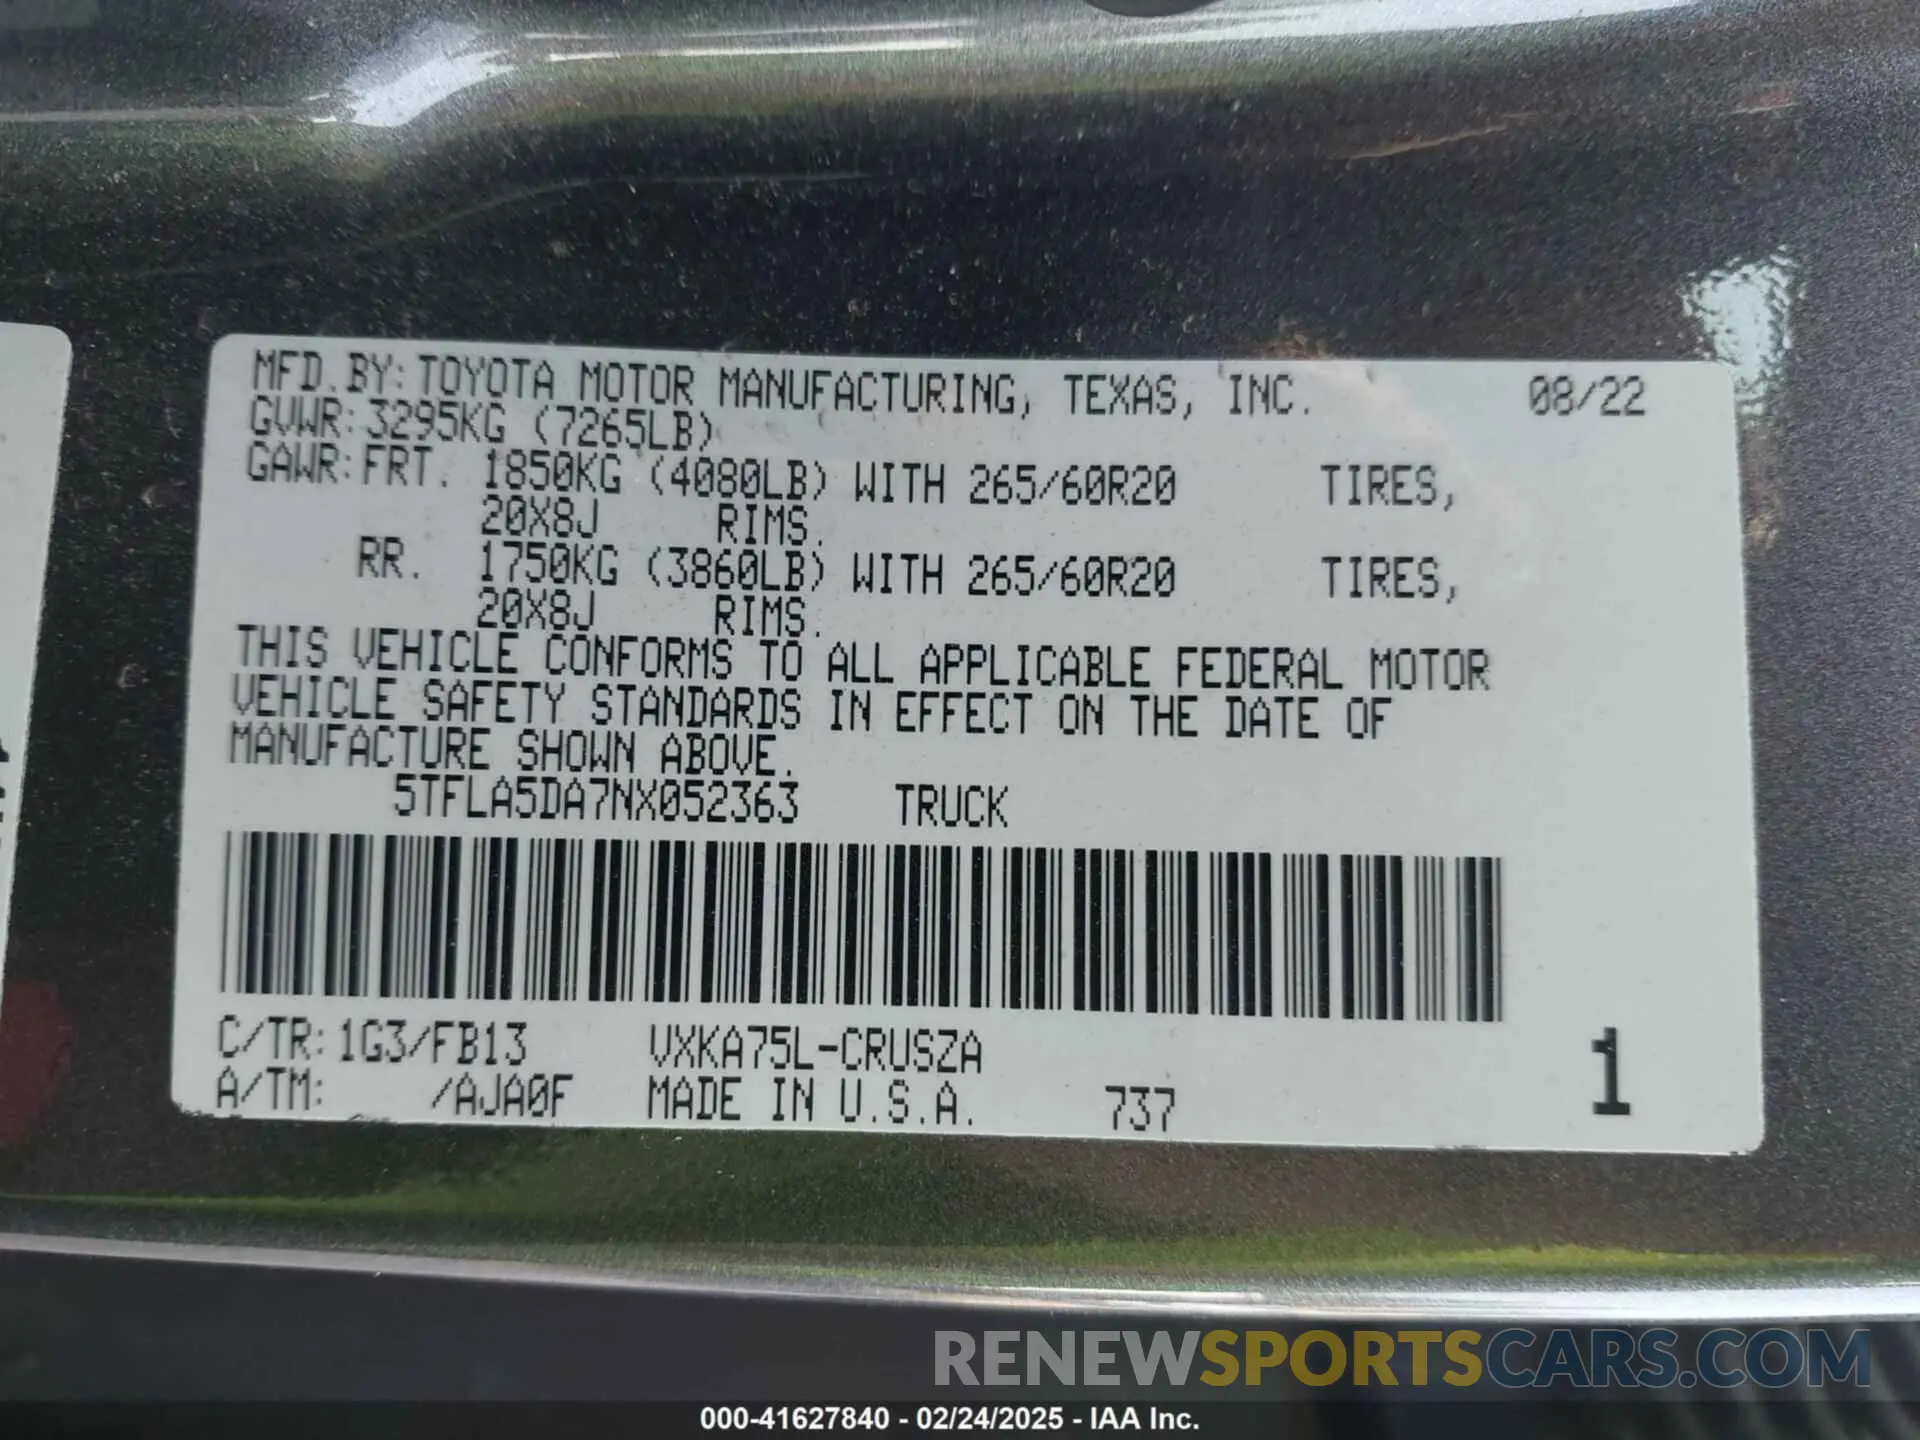 MFD. BY: TOYOTA MOTOR MANUFACTURING, TEXAS, INC. 08/22
GVWR: 3295KG (7265LB)
GAWR: FRT. 1850KG (4080LB) WITH 265/60R20 TIRES,
20X8J RIMS.
RR. 1750KG (3860LB) WITH 265/60R20 TIRES,
20X8J RIMS.
THIS VEHICLE CONFORMS TO ALL APPLICABLE FEDERAL MOTOR
VEHICLE SAFETY STANDARDS IN EFFECT ON THE DATE OF
MANUFACTURE SHOWN ABOVE.
5TFLA5DA7NX052363 TRUCK
C/TR: 1G3/FB13 VXKA75L-CRUSZA
A/TM: /AJA0F MADE IN U.S.A. 737 1
RENEWSPORTSCARS.COM
000-41627840 - 02/24/2025 - IAA Inc.